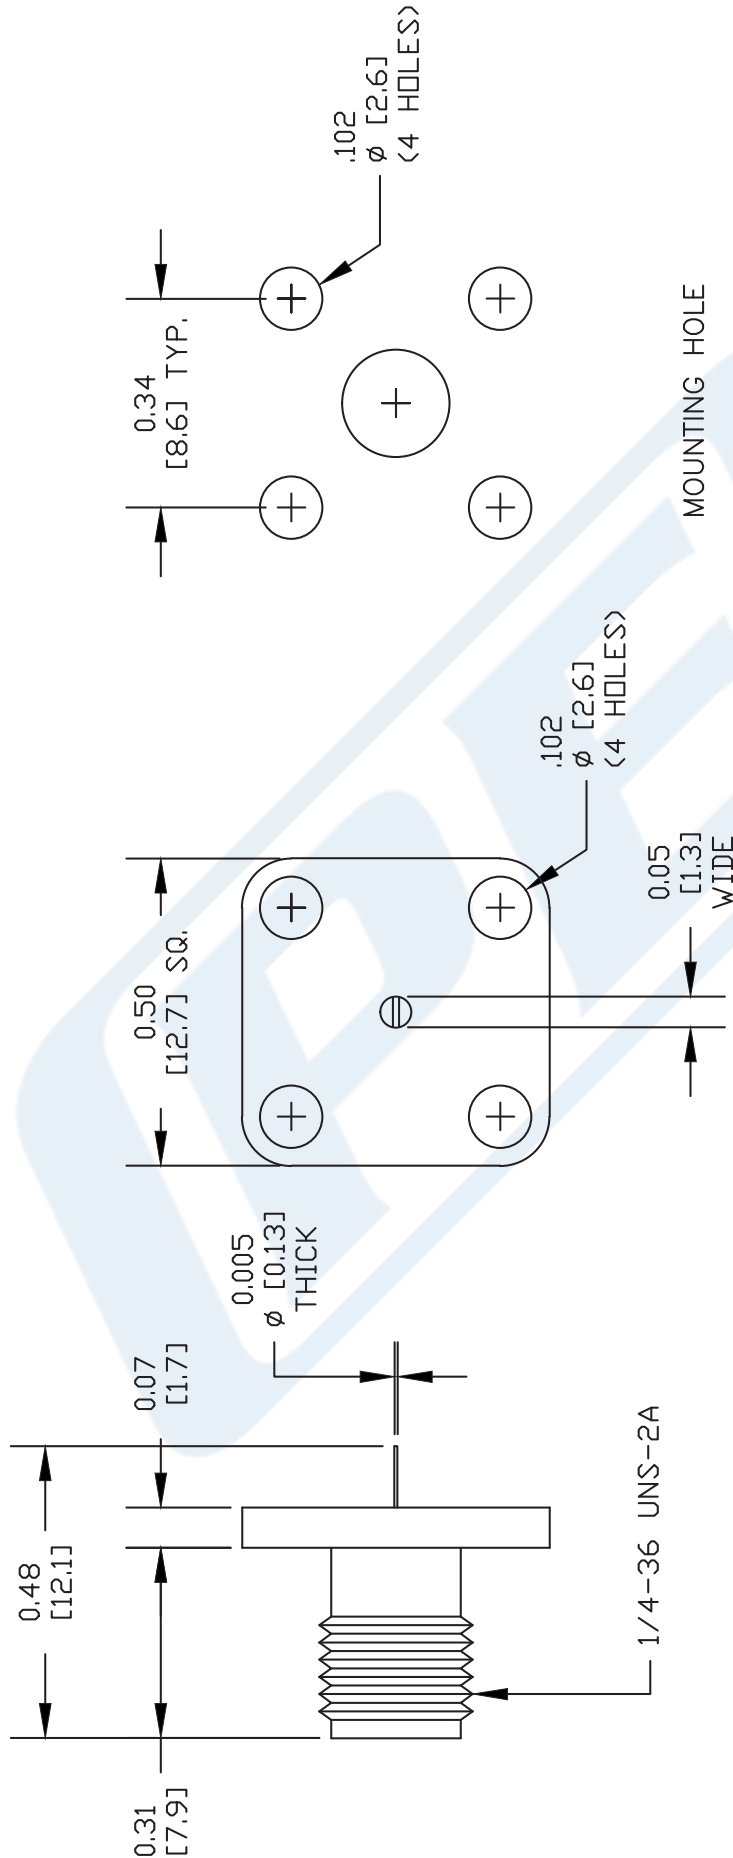 0.48
[12.1]
0.31
[7.9]
0.07
[1.7]
0.005
ø [0.13]
THICK
1/4-36 UNS-2A
0.50
[12.7] SQ.
.102
ø [2.6]
(4 HOLES)
0.05
[1.3]
WIDE
0.34
[8.6] TYP.
.102
ø [2.6]
(4 HOLES)
MOUNTING HOLE